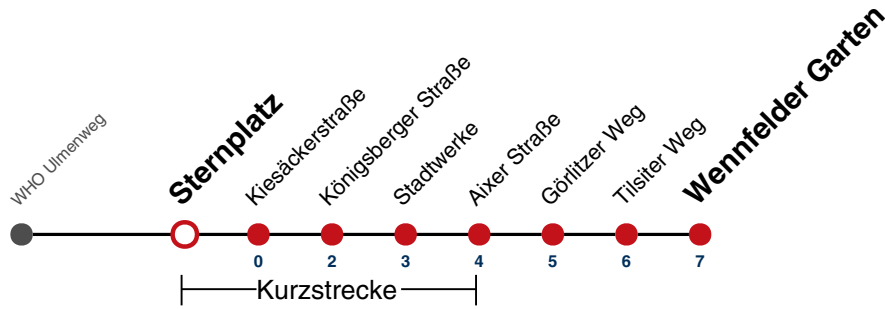 WHO Ulmenweg
Sternplatz
Kiesäckerstraße
Königsberger Straße
Stadtwerke
Aixer Straße
Görlitzer Weg
Tilsiter Weg
Wennfelder Garten
0 2 3 4 5 6 7
Kurzstrecke